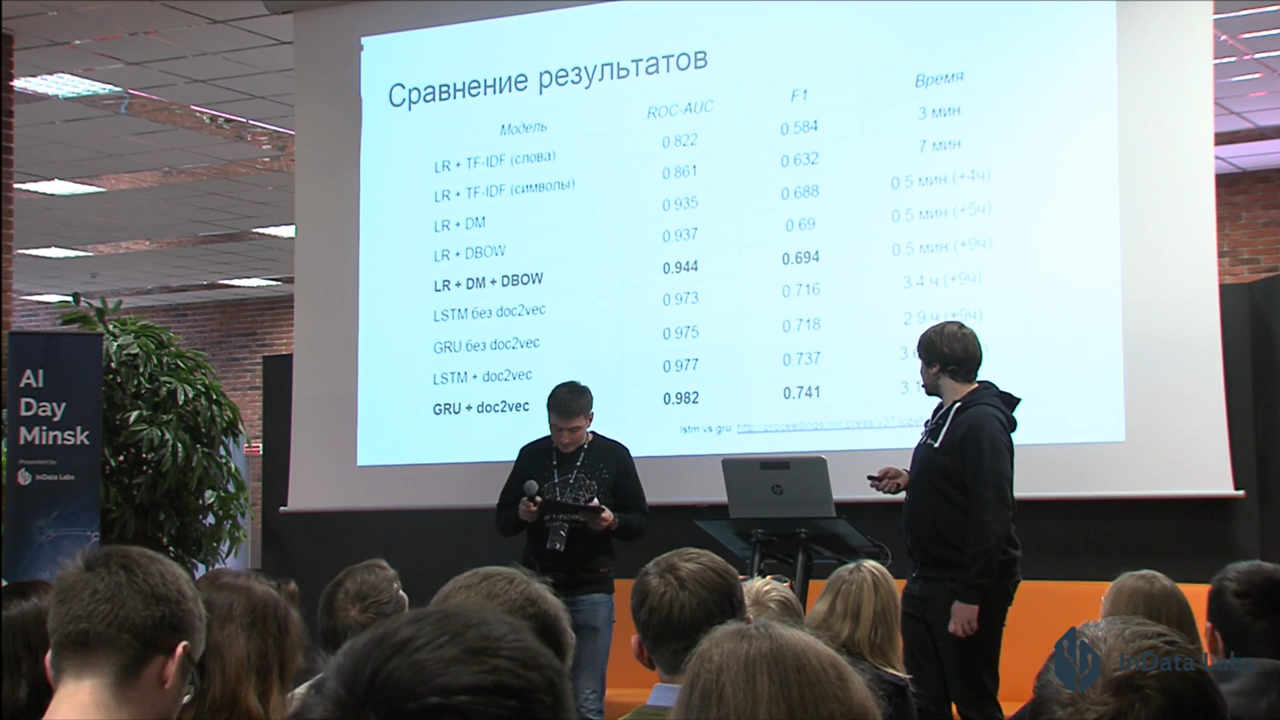 Сравнение результатов
Модель ROC-AUC F1 Время
LR + TF-IDF (слова) 0.822 0.584 3 мин
LR + TF-IDF (символы) 0.861 0.632 7 мин
LR + DM 0.935 0.688 0.5 мин (+4ч)
LR + DBOW 0.937 0.69 0.5 мин (+5ч)
LR + DM + DBOW 0.944 0.694 0.5 мин (+9ч)
LSTM без doc2vec 0.973 0.716 3.4 ч (+9ч)
GRU без doc2vec 0.975 0.718 2.9 ч (+9ч)
LSTM + doc2vec 0.977 0.737
GRU + doc2vec 0.982 0.741
lstm vs gru
AI
Day
Minsk
Presented by
InData Labs
hp
InData Labs